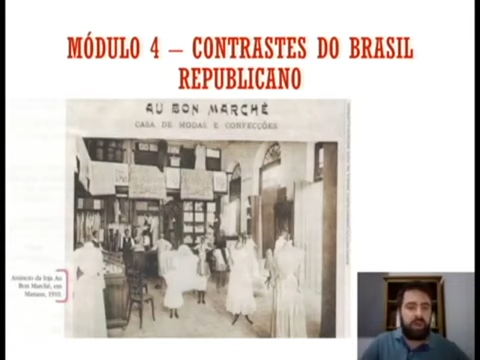 MÓDULO 4 – CONTRASTES DO BRASIL
REPUBLICANO
AU BON MARCHÉ
CASA DE MODAS E CONFECÇÕES
Anúncio da loja Au
Bon Marché, em
Manaus, 1910.